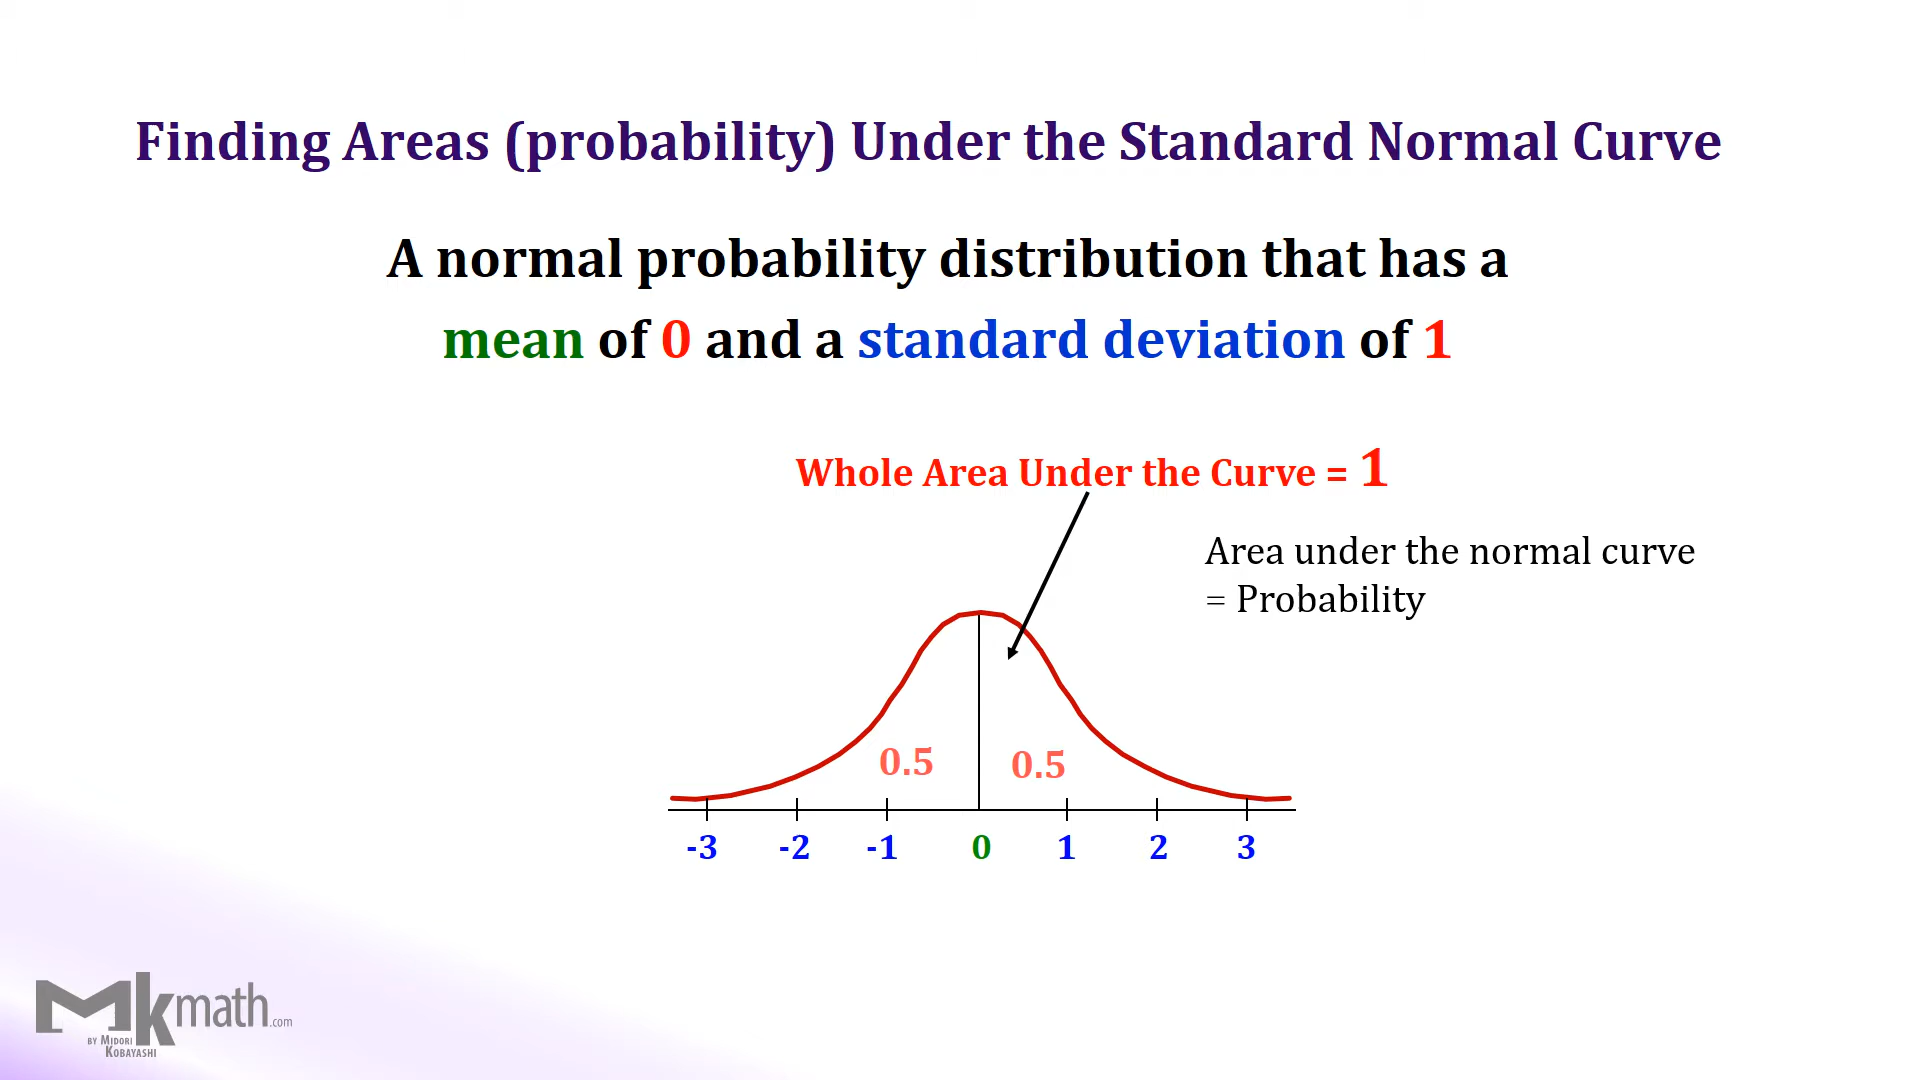 Finding Areas (probability) Under the Standard Normal Curve
A normal probability distribution that has a
mean of 0 and a standard deviation of 1
Whole Area Under the Curve = 1
Area under the normal curve
= Probability
0.5 0.5
-3 -2 -1 0 1 2 3
Mkmath.com
BY MIDORI
KOBAYASHI